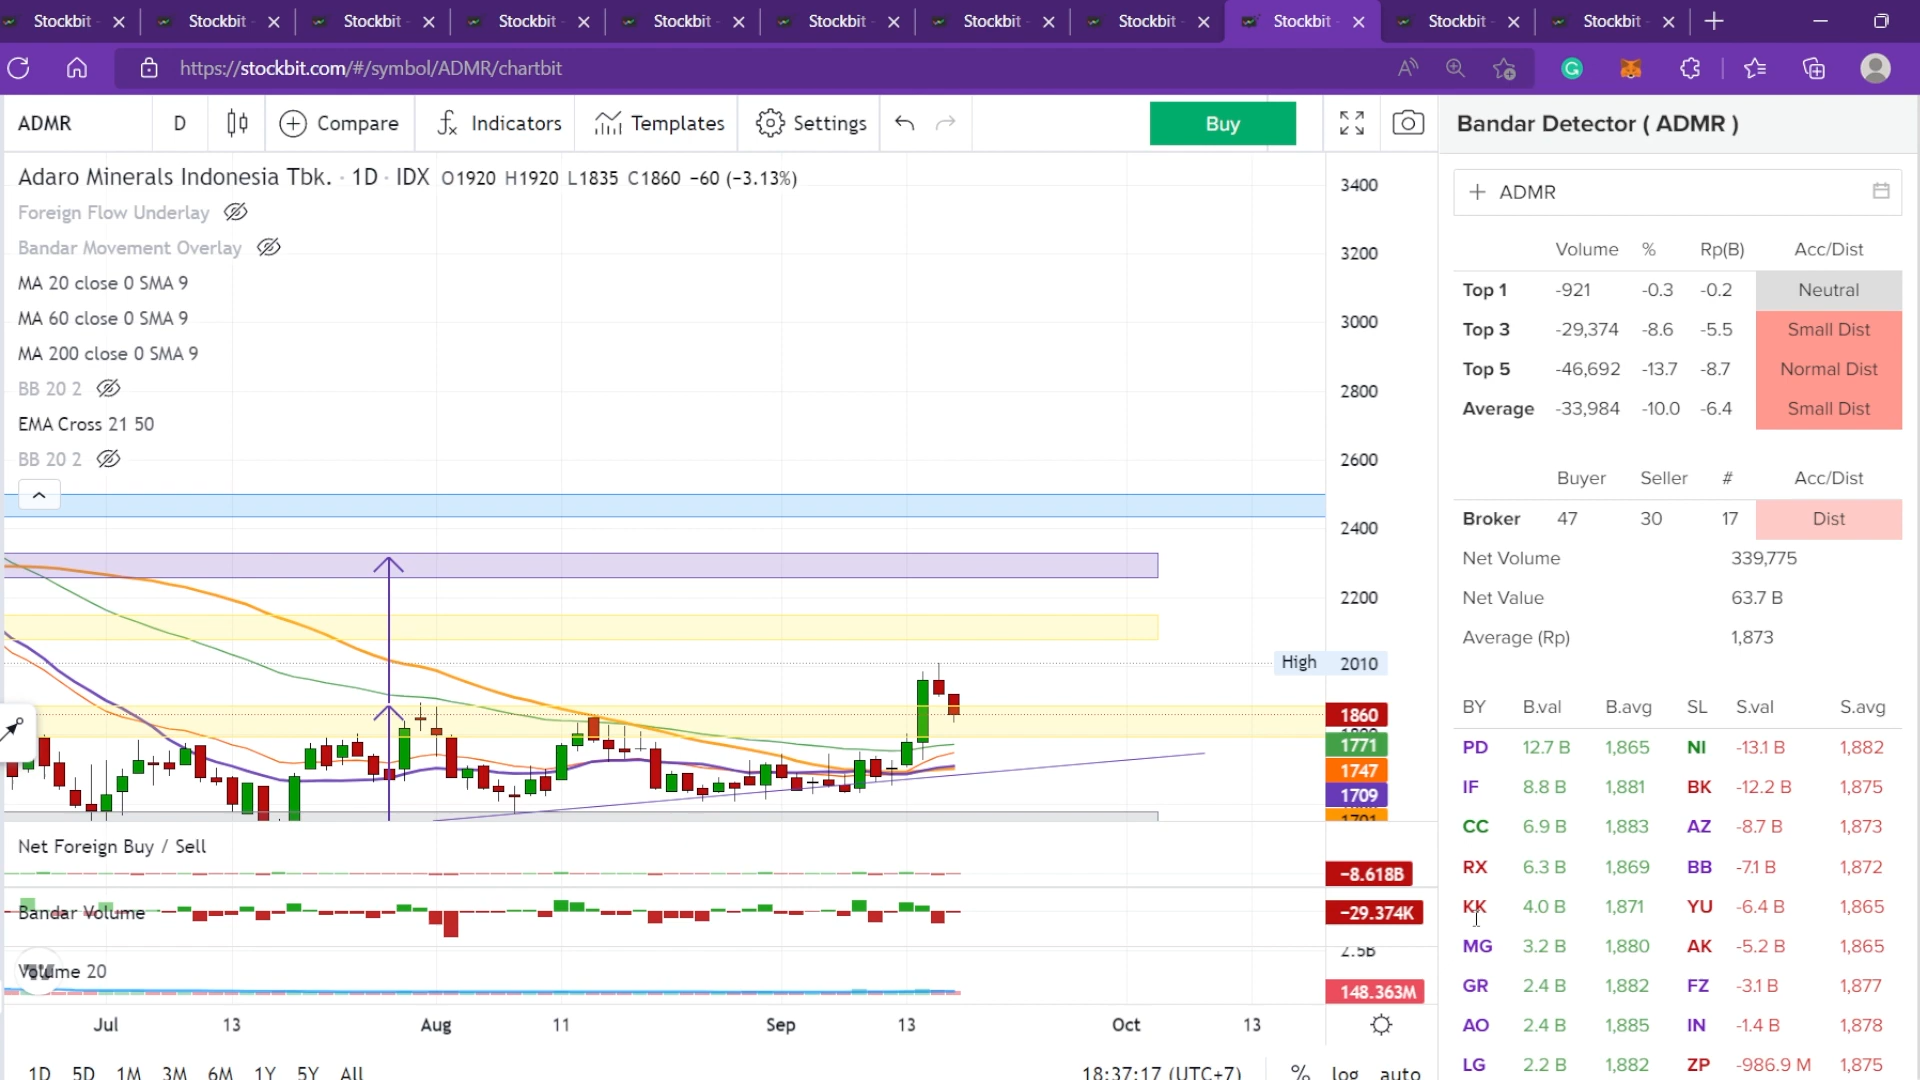 Stockbit Stockbit Stockbit Stockbit Stockbit Stockbit Stockbit Stockbit Stockbit Stockbit Stockbit
https://stockbit.com/#/symbol/ADMR/chartbit
ADMR D Compare Indicators Templates Settings Buy
Bandar Detector ( ADMR )
Adaro Minerals Indonesia Tbk. · 1D · IDX O1920 H1920 L1835 C1860 −60 (−3.13%)
Foreign Flow Underlay
Bandar Movement Overlay
MA 20 close 0 SMA 9
MA 60 close 0 SMA 9
MA 200 close 0 SMA 9
BB 20 2
EMA Cross 21 50
BB 20 2
3400
3200
3000
2800
2600
2400
2200
High 2010
1860
1771
1747
1709
1701
Net Foreign Buy / Sell
−8.618B
Bandar Volume
−29.374K
2.5B
Volume 20
148.363M
Jul 13 Aug 11 Sep 13 Oct 13
1D 5D 1M 3M 6M 1Y 5Y All
18:37:17 (UTC+7) % log auto
ADMR
Volume % Rp(B) Acc/Dist
Top 1 -921 -0.3 -0.2 Neutral
Top 3 -29,374 -8.6 -5.5 Small Dist
Top 5 -46,692 -13.7 -8.7 Normal Dist
Average -33,984 -10.0 -6.4 Small Dist
Buyer Seller # Acc/Dist
Broker 47 30 17 Dist
Net Volume 339,775
Net Value 63.7 B
Average (Rp) 1,873
BY B.val B.avg SL S.val S.avg
PD 12.7 B 1,865 NI -13.1 B 1,882
IF 8.8 B 1,881 BK -12.2 B 1,875
CC 6.9 B 1,883 AZ -8.7 B 1,873
RX 6.3 B 1,869 BB -7.1 B 1,872
KK 4.0 B 1,871 YU -6.4 B 1,865
MG 3.2 B 1,880 AK -5.2 B 1,865
GR 2.4 B 1,882 FZ -3.1 B 1,877
AO 2.4 B 1,885 IN -1.4 B 1,878
LG 2.2 B 1,882 ZP -986.9 M 1,875